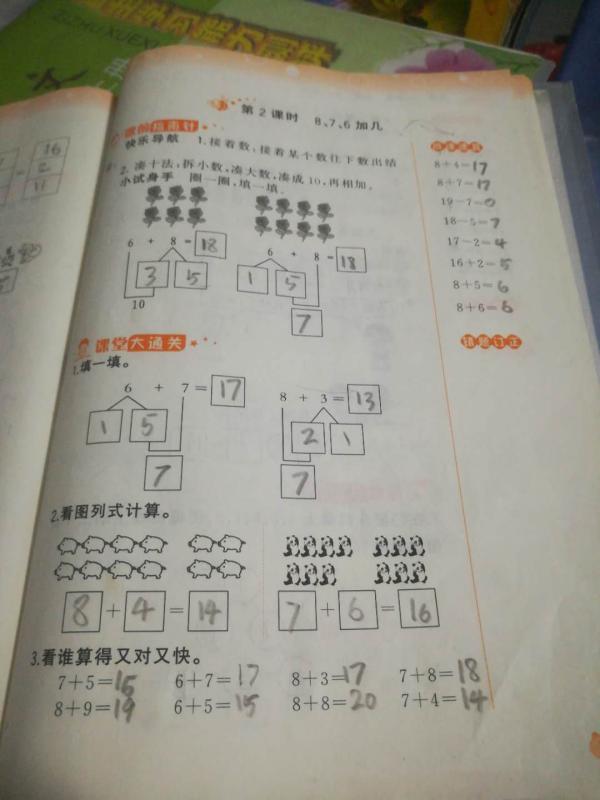 第2课时 8、7、6加几
快乐导航 1.接着数、接着某个数往下数出结
2.凑十法,拆小数,凑大数,凑成10,再相加。
小试身手 圈一圈,填一填。
6 + 8 = 18
3 5
10
6 + 8 = 18
1 5
7
课堂大通关
1.填一填。
6 + 7 = 17
1 5
7
8 + 3 = 13
2 1
7
2.看图列式计算。
8 + 4 = 14
7 + 6 = 16
3.看谁算得又对又快。
7+5=15 6+7=17 8+3=17 7+8=18
8+9=19 6+5=15 8+8=20 7+4=14
8+4=17
8+7=17
19-7=0
18-5=7
17-2=4
16+2=5
8+5=6
8+6=6
错题订正
16
2
11